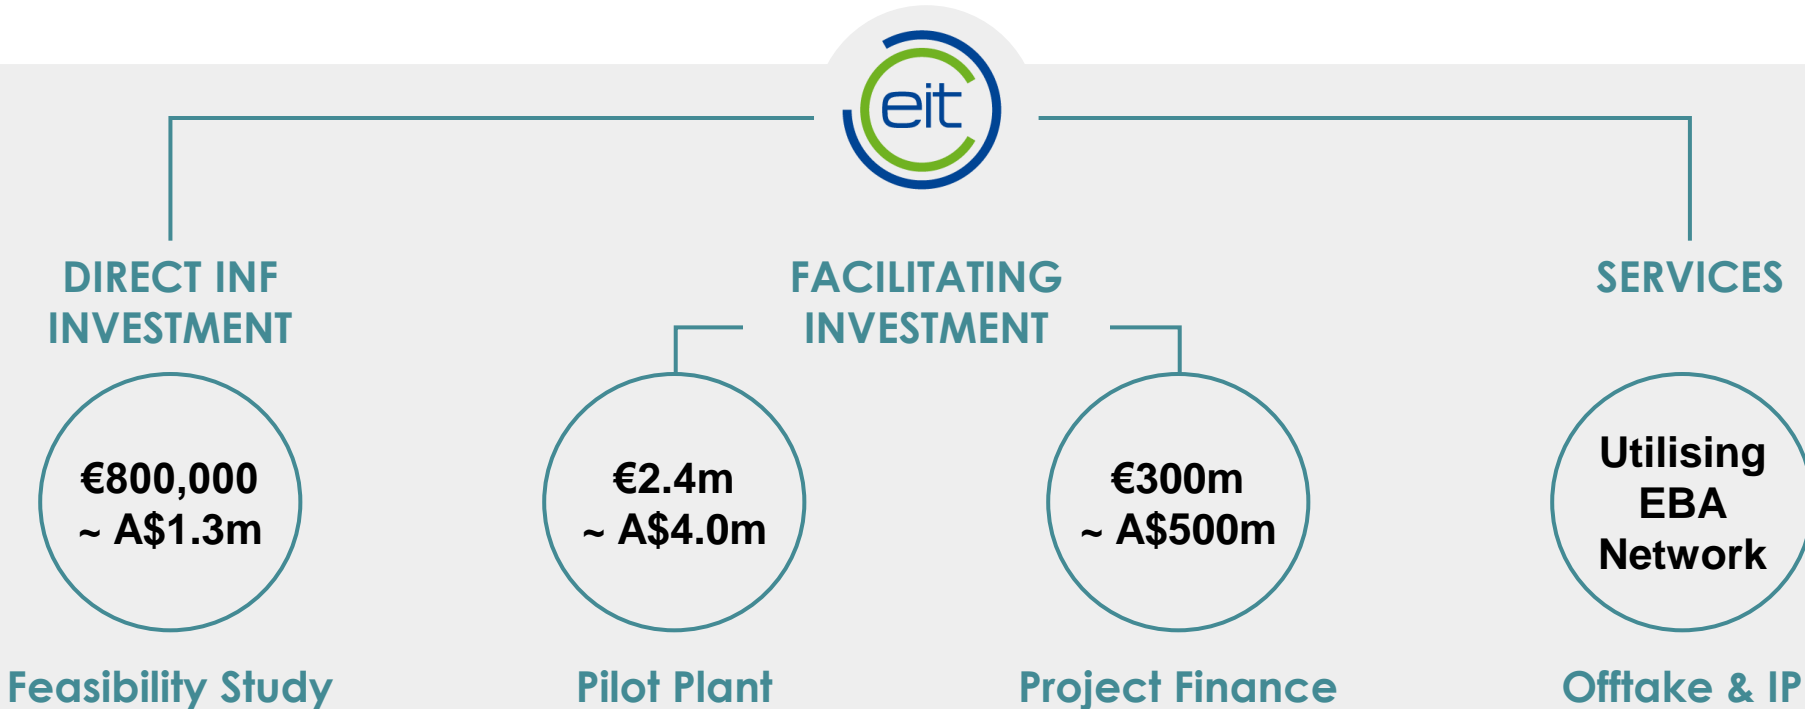 eit
DIRECT INF
INVESTMENT
FACILITATING
INVESTMENT
SERVICES
€800,000
~ A$1.3m
€2.4m
~ A$4.0m
€300m
~ A$500m
Utilising
EBA
Network
Feasibility Study
Pilot Plant
Project Finance
Offtake & IP